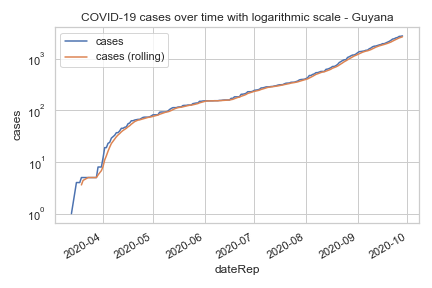 COVID-19 cases over time with logarithmic scale - Guyana
cases
cases (rolling)
10³
10²
10¹
10⁰
cases
2020-04
2020-05
2020-06
2020-07
2020-08
2020-09
2020-10
dateRep